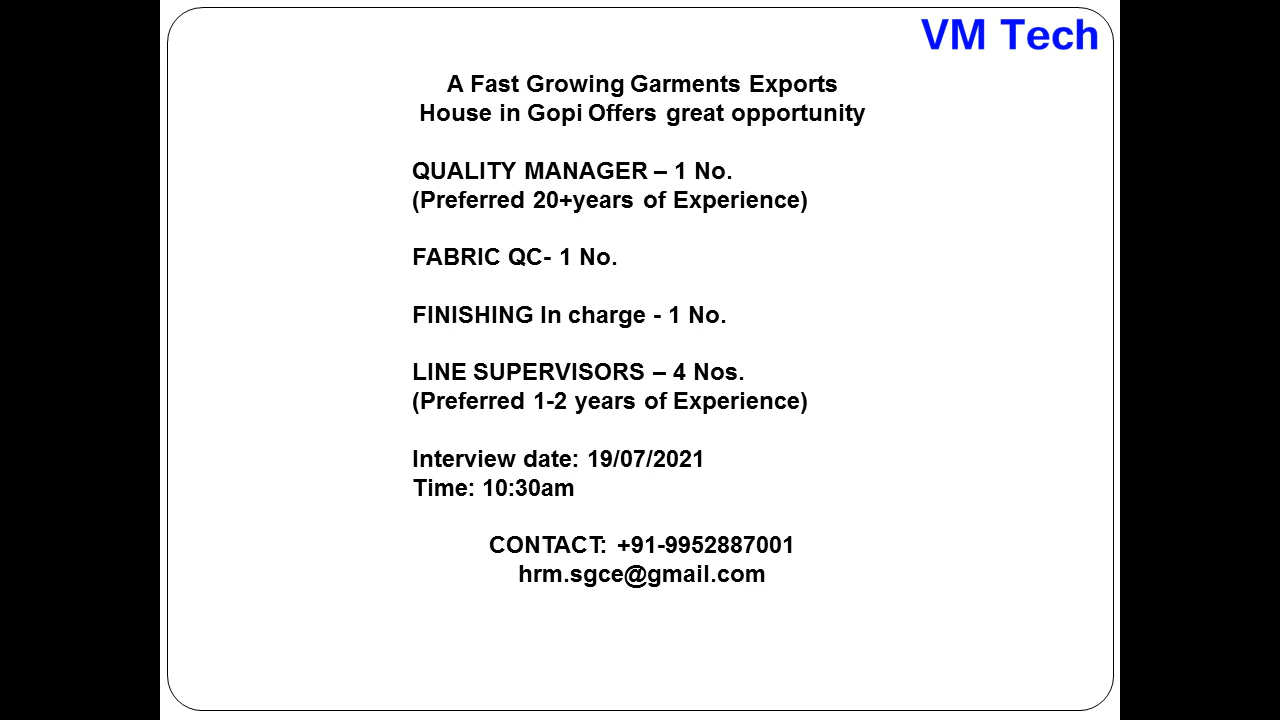 VM Tech
A Fast Growing Garments Exports
House in Gopi Offers great opportunity
QUALITY MANAGER – 1 No.
(Preferred 20+years of Experience)
FABRIC QC- 1 No.
FINISHING In charge - 1 No.
LINE SUPERVISORS – 4 Nos.
(Preferred 1-2 years of Experience)
Interview date: 19/07/2021
Time: 10:30am
CONTACT: +91-9952887001
hrm.sgce@gmail.com